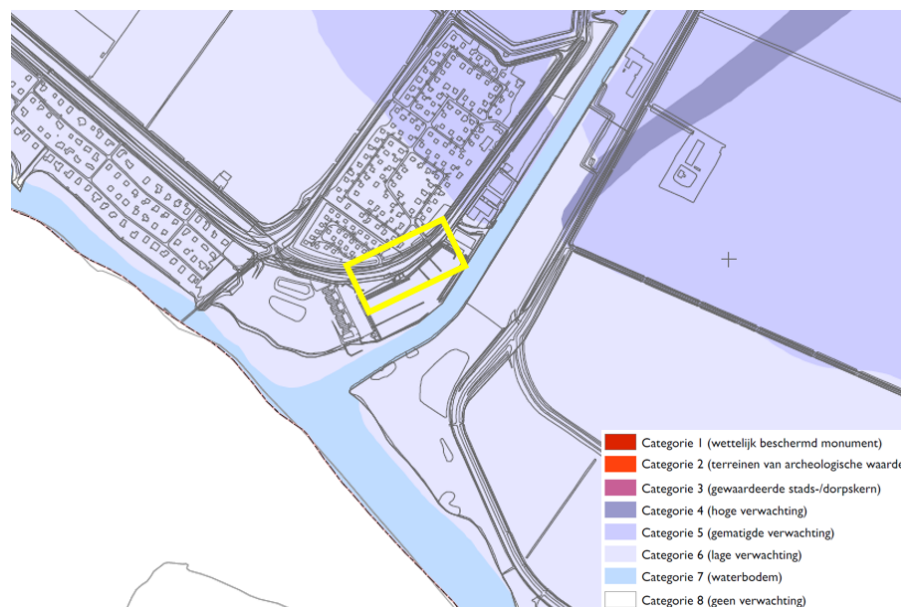 Categorie 1 (wettelijk beschermd monument)
Categorie 2 (terreinen van archeologische waarde
Categorie 3 (gewaardeerde stads-/dorpskern)
Categorie 4 (hoge verwachting)
Categorie 5 (gematigde verwachting)
Categorie 6 (lage verwachting)
Categorie 7 (waterbodem)
Categorie 8 (geen verwachting)